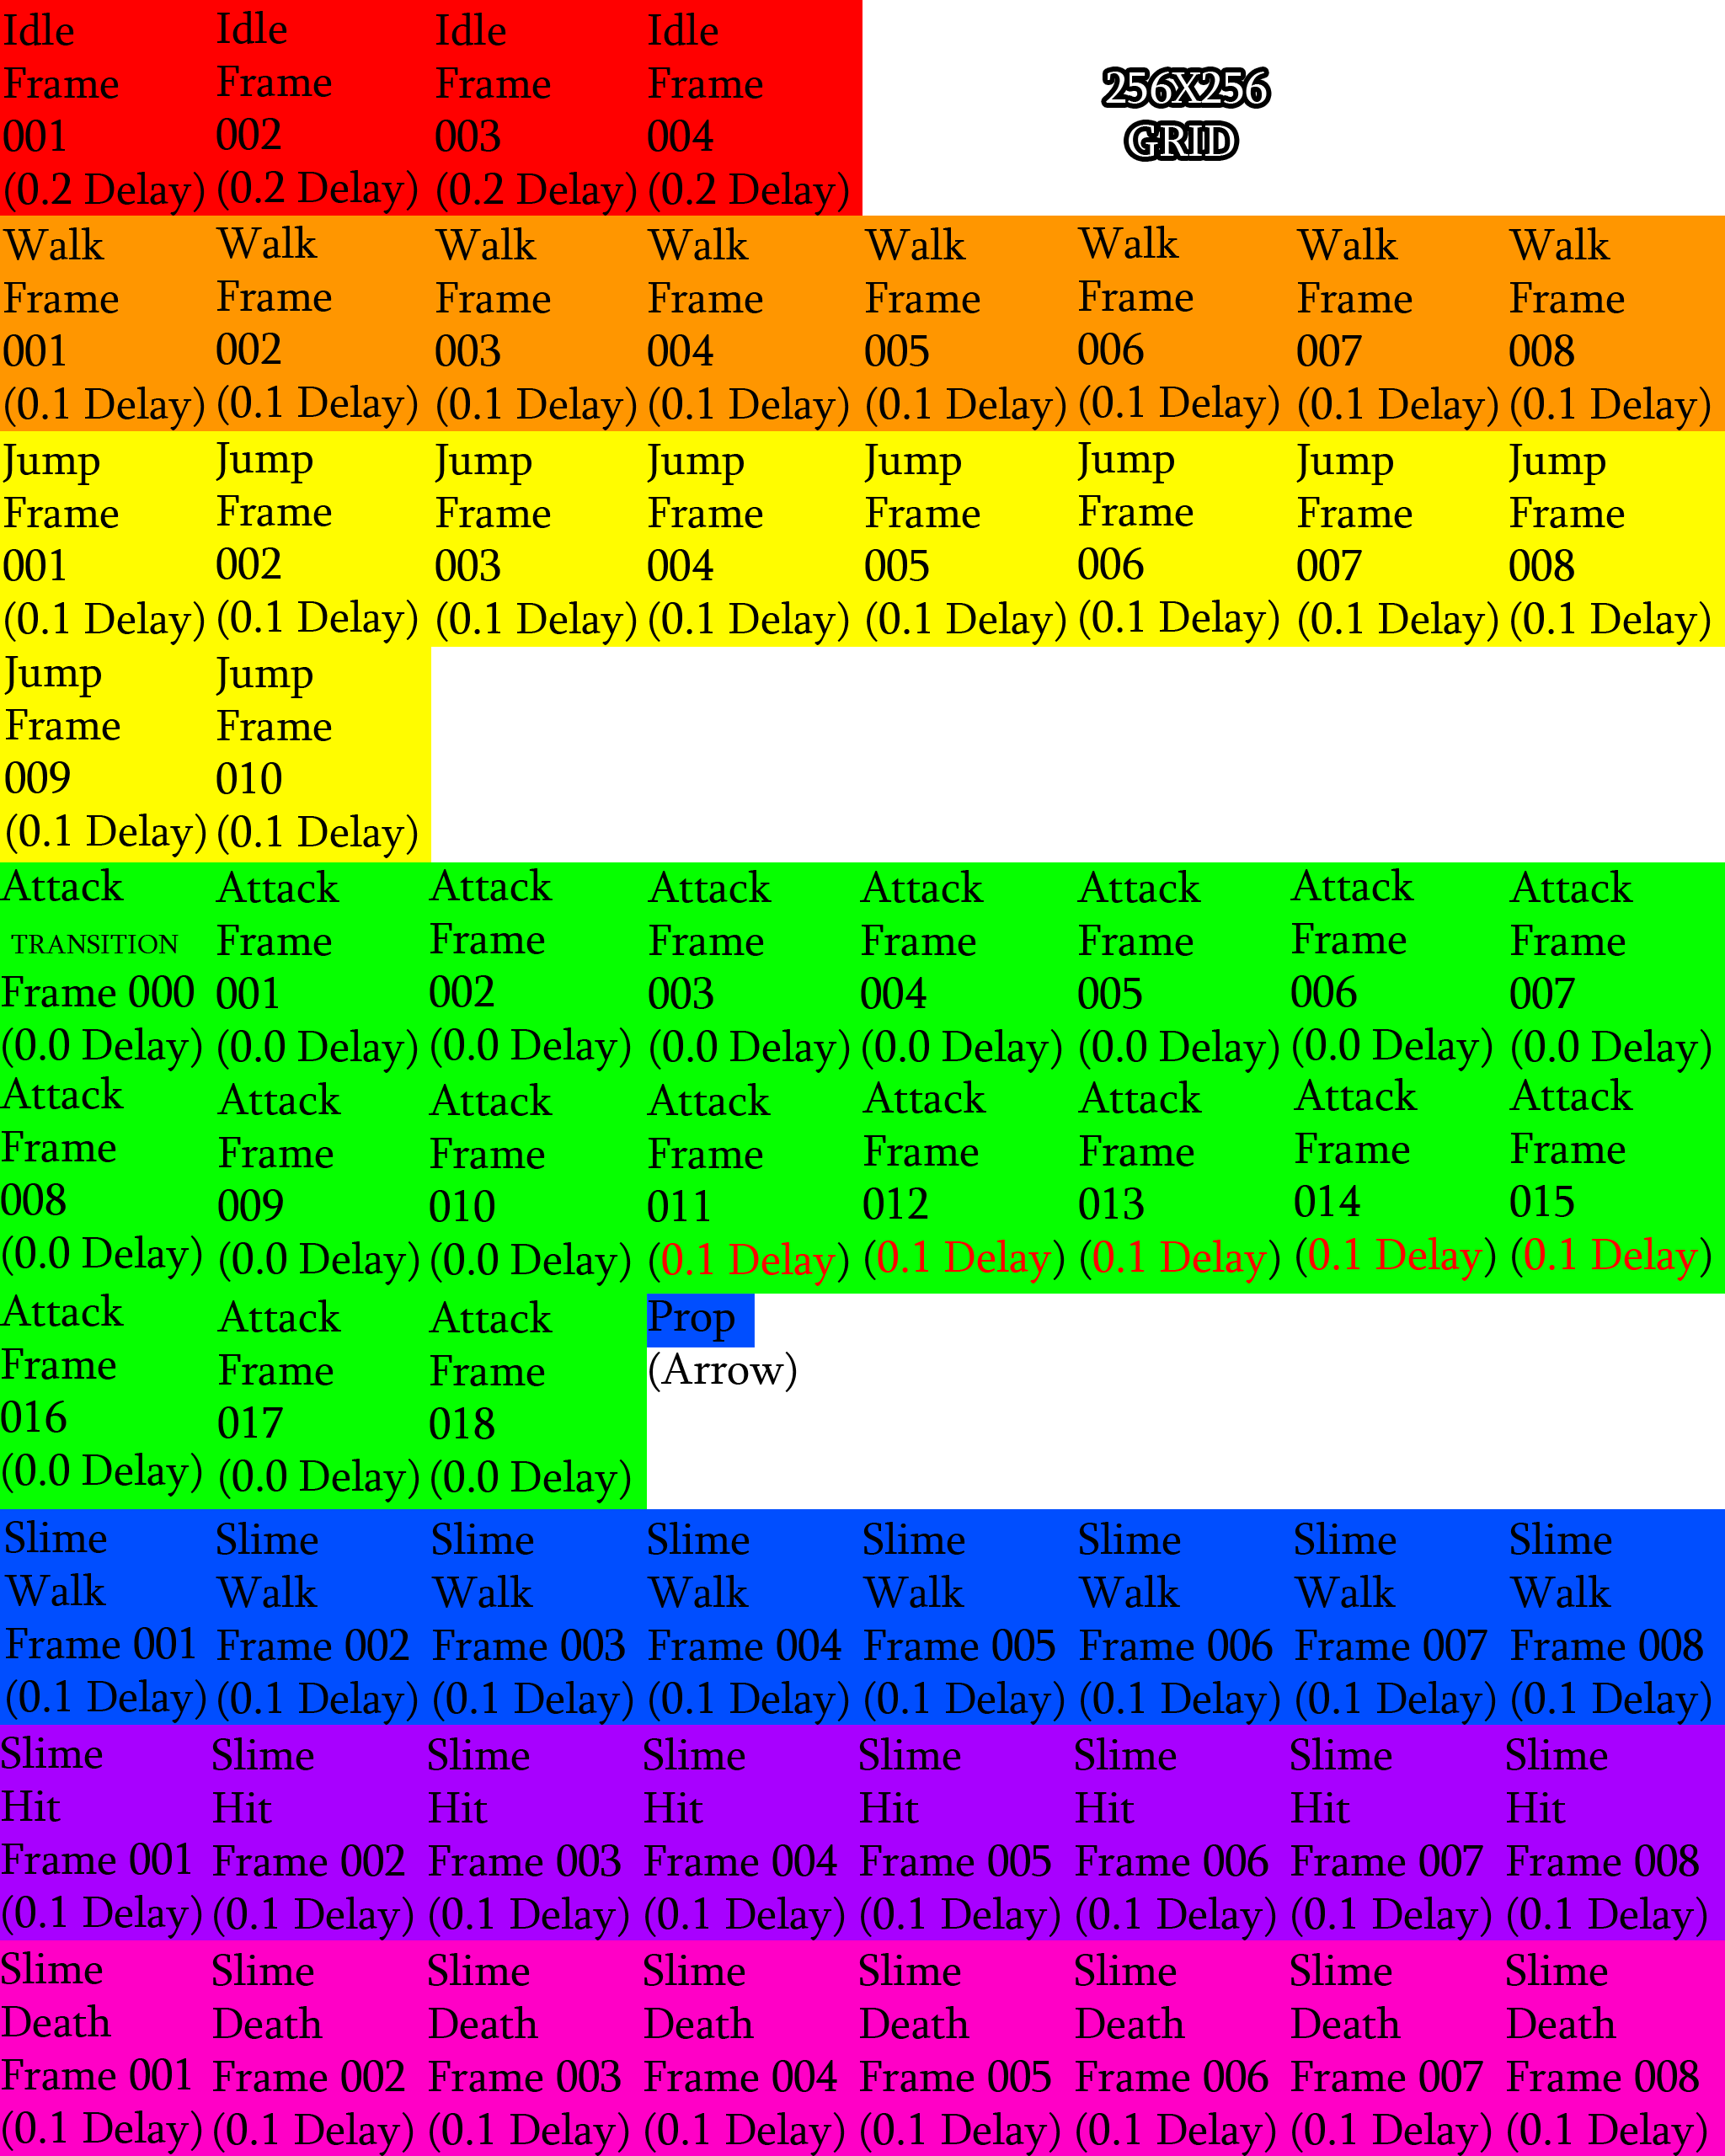 Idle Idle Idle Idle
Frame Frame Frame Frame
001 002 003 004
(0.2 Delay) (0.2 Delay) (0.2 Delay) (0.2 Delay)
256X256
GRID
Walk Walk Walk Walk Walk Walk Walk Walk
Frame Frame Frame Frame Frame Frame Frame Frame
001 002 003 004 005 006 007 008
(0.1 Delay) (0.1 Delay) (0.1 Delay) (0.1 Delay) (0.1 Delay) (0.1 Delay) (0.1 Delay) (0.1 Delay)
Jump Jump Jump Jump Jump Jump Jump Jump
Frame Frame Frame Frame Frame Frame Frame Frame
001 002 003 004 005 006 007 008
(0.1 Delay) (0.1 Delay) (0.1 Delay) (0.1 Delay) (0.1 Delay) (0.1 Delay) (0.1 Delay) (0.1 Delay)
Jump Jump
Frame Frame
009 010
(0.1 Delay) (0.1 Delay)
Attack Attack Attack Attack Attack Attack Attack Attack
TRANSITION Frame Frame Frame Frame Frame Frame Frame
Frame 000 001 002 003 004 005 006 007
(0.0 Delay) (0.0 Delay) (0.0 Delay) (0.0 Delay) (0.0 Delay) (0.0 Delay) (0.0 Delay) (0.0 Delay)
Attack Attack Attack Attack Attack Attack Attack Attack
Frame Frame Frame Frame Frame Frame Frame Frame
008 009 010 011 012 013 014 015
(0.0 Delay) (0.0 Delay) (0.0 Delay) (0.1 Delay) (0.1 Delay) (0.1 Delay) (0.1 Delay) (0.1 Delay)
Attack Attack Attack Prop
Frame Frame Frame (Arrow)
016 017 018
(0.0 Delay) (0.0 Delay) (0.0 Delay)
Slime Slime Slime Slime Slime Slime Slime Slime
Walk Walk Walk Walk Walk Walk Walk Walk
Frame 001 Frame 002 Frame 003 Frame 004 Frame 005 Frame 006 Frame 007 Frame 008
(0.1 Delay) (0.1 Delay) (0.1 Delay) (0.1 Delay) (0.1 Delay) (0.1 Delay) (0.1 Delay) (0.1 Delay)
Slime Slime Slime Slime Slime Slime Slime Slime
Hit Hit Hit Hit Hit Hit Hit Hit
Frame 001 Frame 002 Frame 003 Frame 004 Frame 005 Frame 006 Frame 007 Frame 008
(0.1 Delay) (0.1 Delay) (0.1 Delay) (0.1 Delay) (0.1 Delay) (0.1 Delay) (0.1 Delay) (0.1 Delay)
Slime Slime Slime Slime Slime Slime Slime Slime
Death Death Death Death Death Death Death Death
Frame 001 Frame 002 Frame 003 Frame 004 Frame 005 Frame 006 Frame 007 Frame 008
(0.1 Delay) (0.1 Delay) (0.1 Delay) (0.1 Delay) (0.1 Delay) (0.1 Delay) (0.1 Delay) (0.1 Delay)